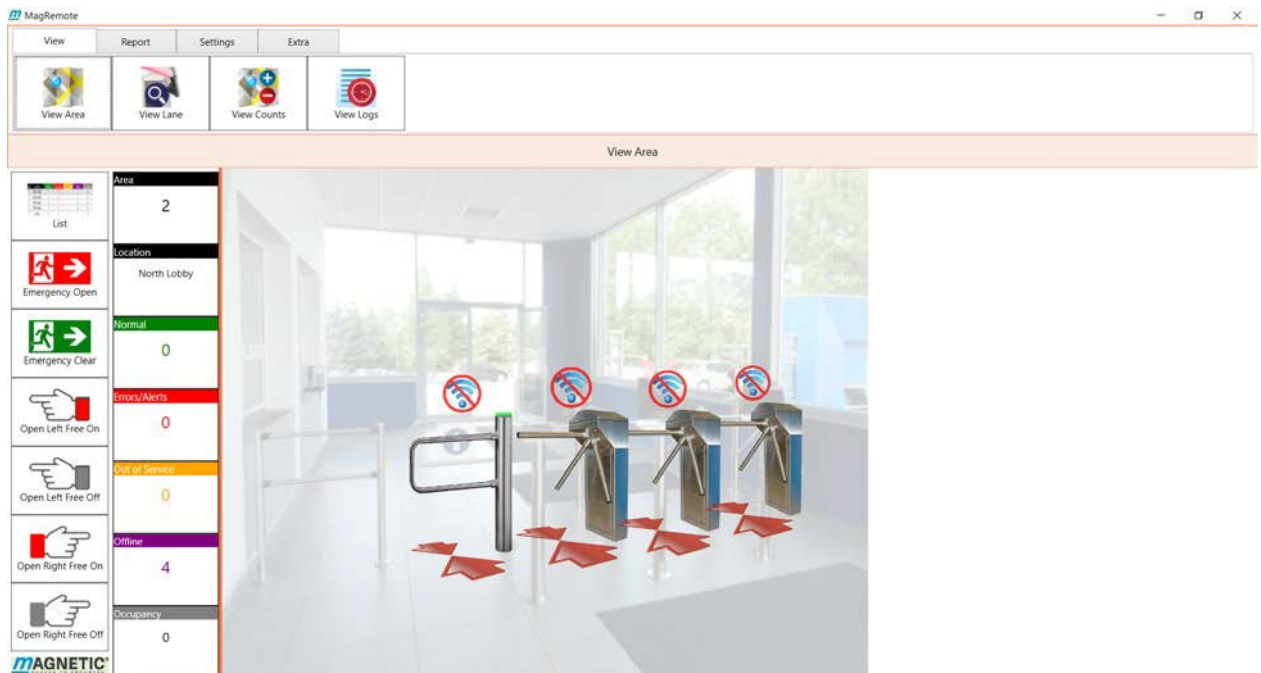 MagRemote
View Report Settings Extra
View Area View Lane View Counts View Logs
View Area
List
Emergency Open
Emergency Clear
Open Left Free On
Open Left Free Off
Open Right Free On
Open Right Free Off
MAGNETIC
Area
2
Location
North Lobby
Normal
0
Errors/Alerts
0
Out of Service
0
Offline
4
Occupancy
0